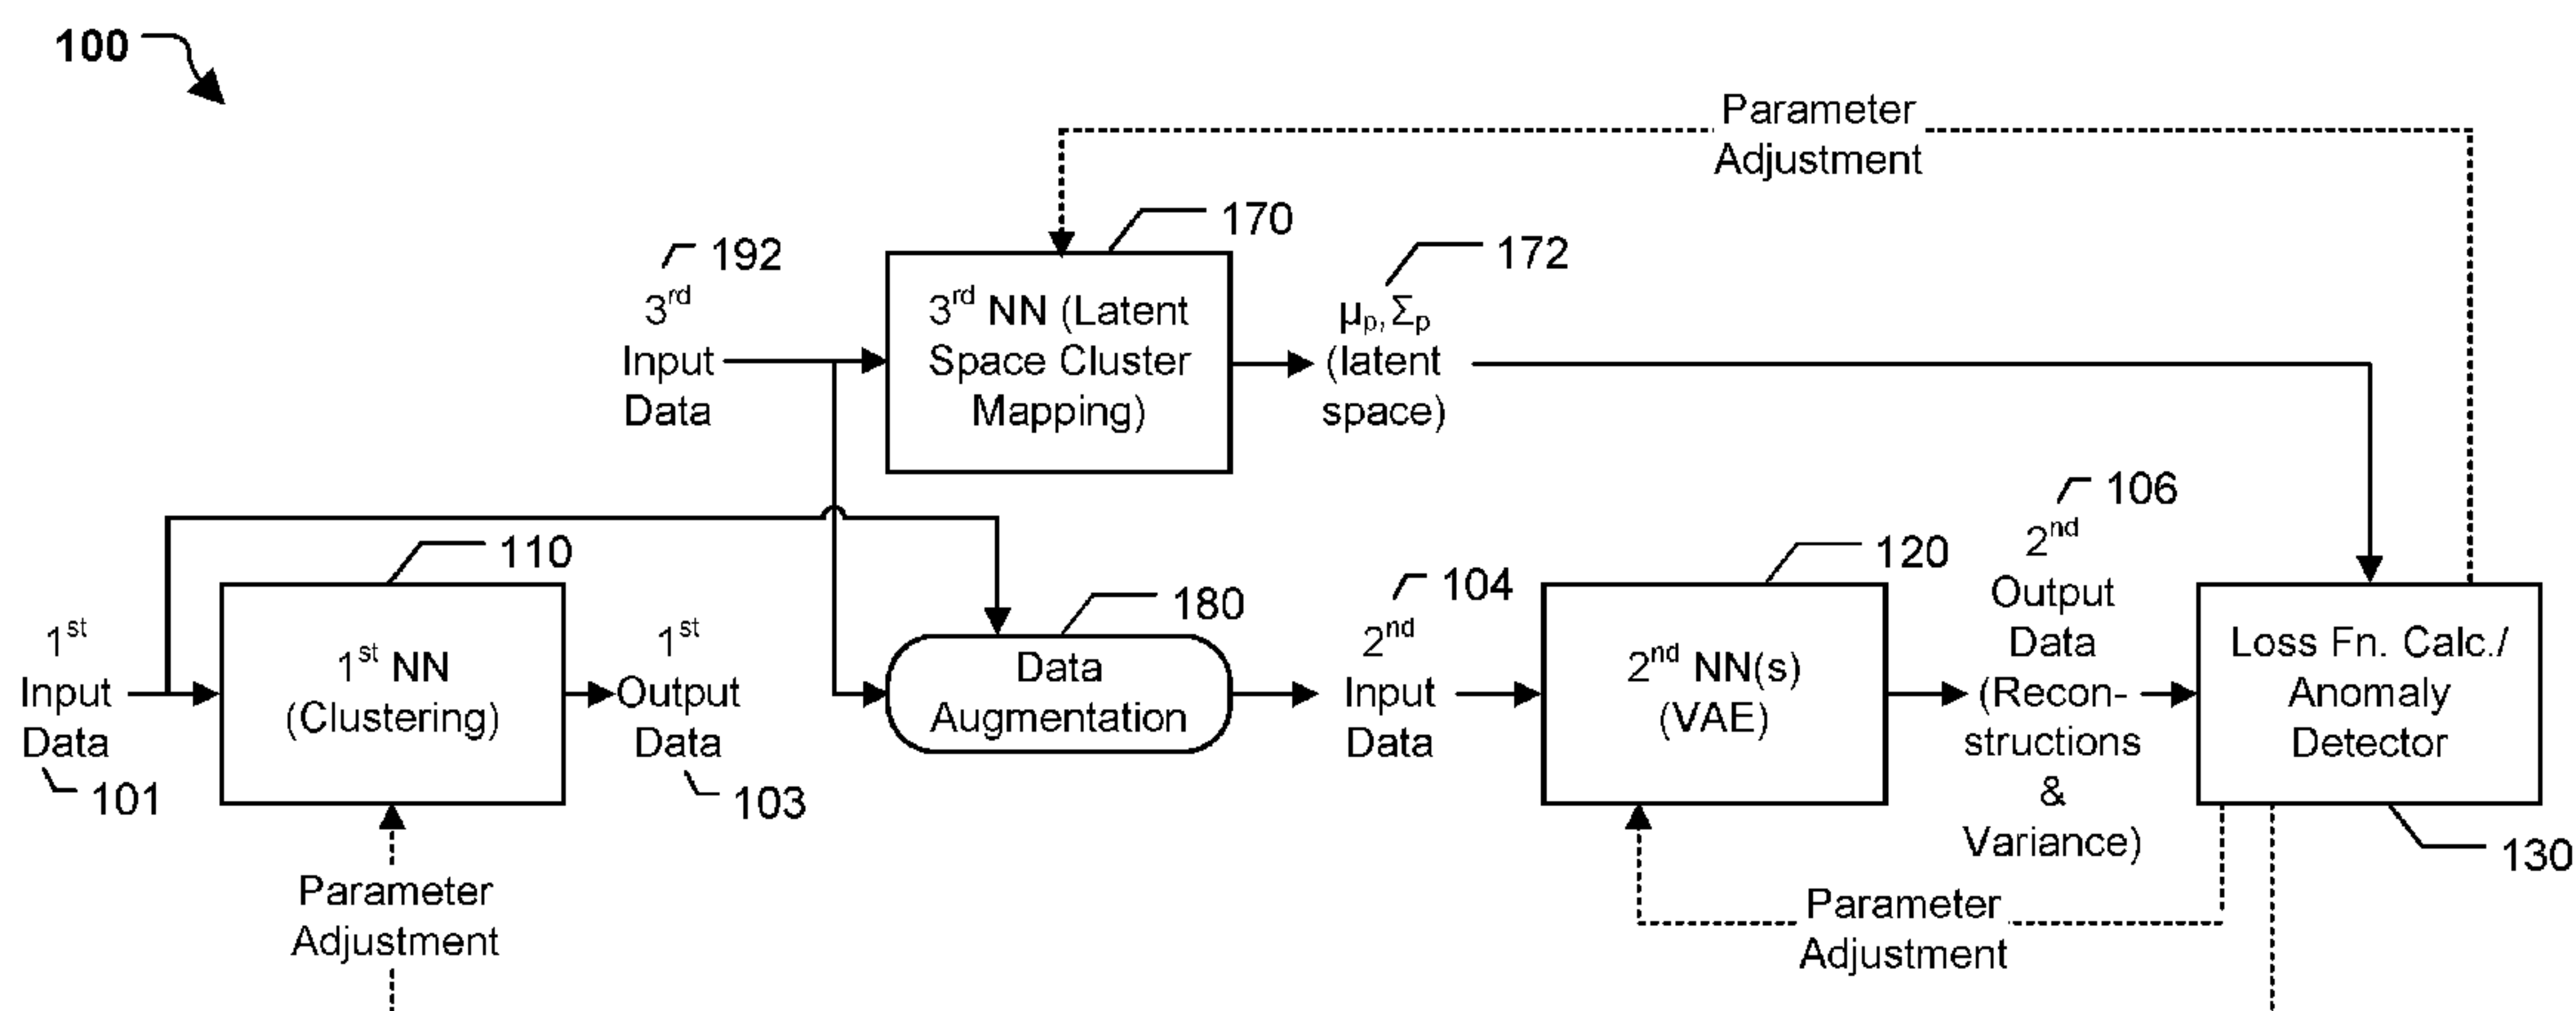 100
Parameter
Adjustment
170
192
172
3rd
Input
Data
3rd NN (Latent
Space Cluster
Mapping)
μp, Σp
(latent
space)
106
110
120
104
180
1st
Input
Data
101
1st NN
(Clustering)
1st
Output
Data
103
Data
Augmentation
2nd
Input
Data
2nd NN(s)
(VAE)
2nd
Output
Data
(Recon-
structions
&
Variance)
Loss Fn. Calc./
Anomaly
Detector
130
Parameter
Adjustment
Parameter
Adjustment